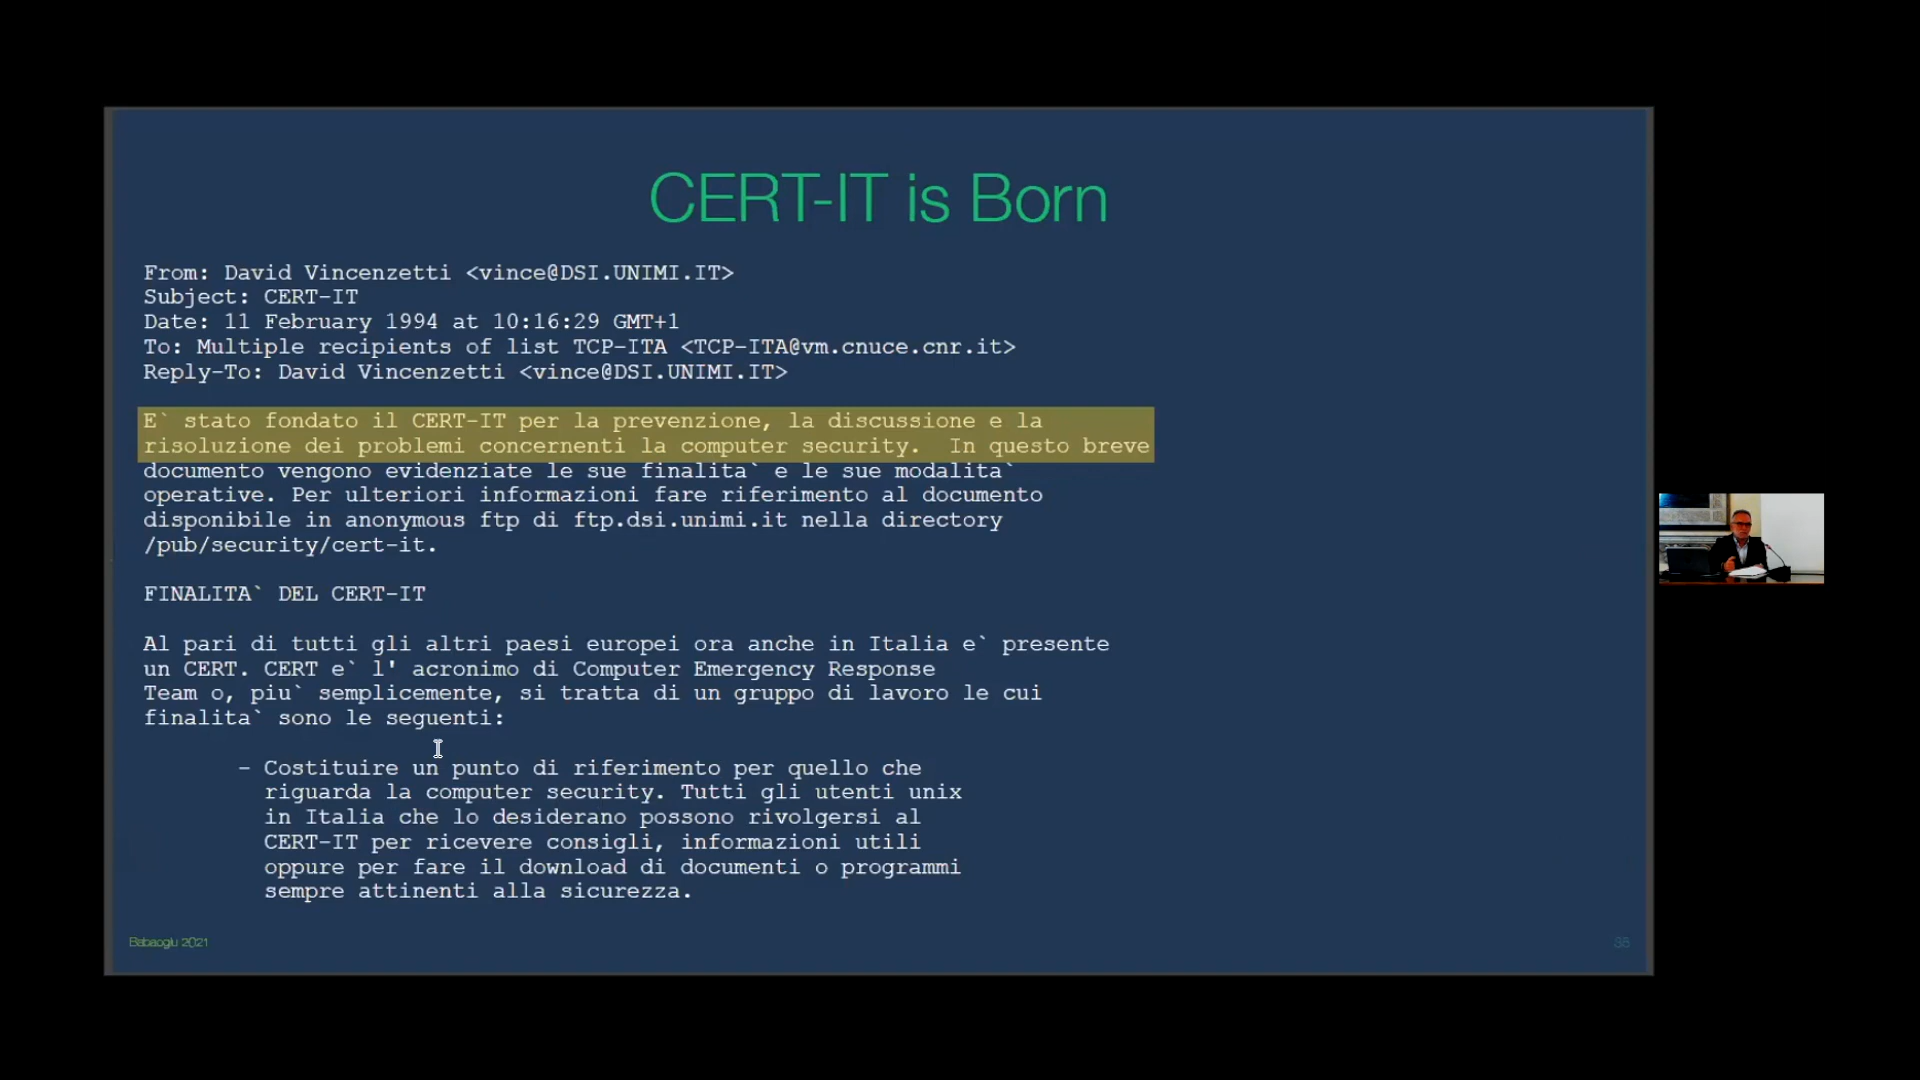 CERT-IT is Born
From: David Vincenzetti <vince@DSI.UNIMI.IT>
Subject: CERT-IT
Date: 11 February 1994 at 10:16:29 GMT+1
To: Multiple recipients of list TCP-ITA <TCP-ITA@vm.cnuce.cnr.it>
Reply-To: David Vincenzetti <vince@DSI.UNIMI.IT>
E` stato fondato il CERT-IT per la prevenzione, la discussione e la
risoluzione dei problemi concernenti la computer security. In questo breve
documento vengono evidenziate le sue finalita` e le sue modalita`
operative. Per ulteriori informazioni fare riferimento al documento
disponibile in anonymous ftp di ftp.dsi.unimi.it nella directory
/pub/security/cert-it.
FINALITA` DEL CERT-IT
Al pari di tutti gli altri paesi europei ora anche in Italia e` presente
un CERT. CERT e` l' acronimo di Computer Emergency Response
Team o, piu` semplicemente, si tratta di un gruppo di lavoro le cui
finalita` sono le seguenti:
- Costituire un punto di riferimento per quello che
riguarda la computer security. Tutti gli utenti unix
in Italia che lo desiderano possono rivolgersi al
CERT-IT per ricevere consigli, informazioni utili
oppure per fare il download di documenti o programmi
sempre attinenti alla sicurezza.
Babaoglu 2021
38